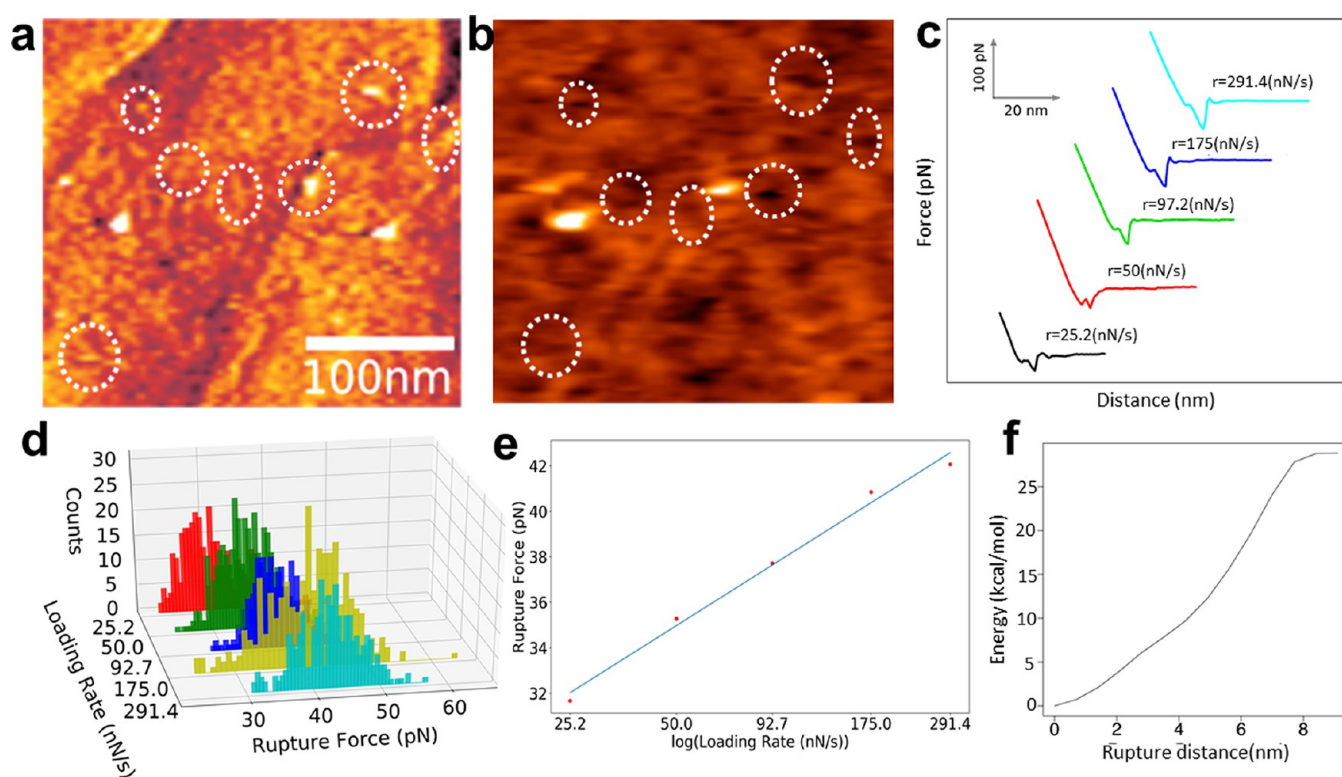 a
100nm
b
c
100 pN
20 nm
r=291.4(nN/s)
r=175(nN/s)
r=97.2(nN/s)
r=50(nN/s)
r=25.2(nN/s)
Force (pN)
Distance (nm)
d
Counts
30
25
20
15
10
5
0
25.2
50.0
92.7
175.0
291.4
Loading Rate (nN/s)
30 40 50 60
Rupture Force (pN)
e
Rupture Force (pN)
42
40
38
36
34
32
25.2 50.0 92.7 175.0 291.4
log(Loading Rate (nN/s))
f
Energy (kcal/mol)
25
20
15
10
5
0
0 2 4 6 8
Rupture distance(nm)